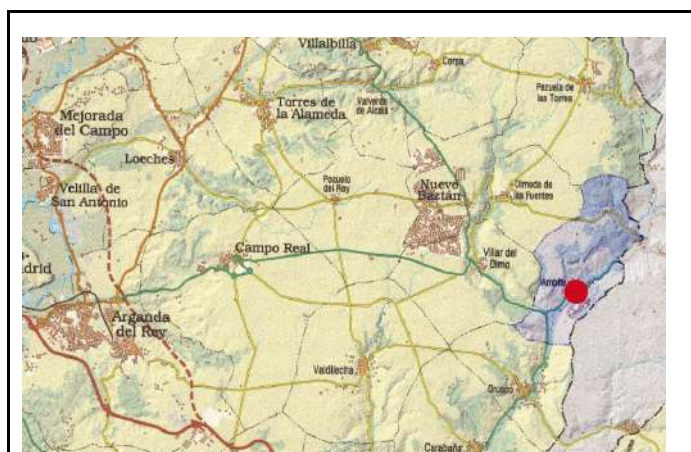 Villalbilla
Corpa
Pezuela de
las Torres
Mejorada
del Campo
Torres de
la Alameda
Valverde
de Alcalá
Loeches
Velilla de
San Antonio
Pozuelo
del Rey
Nuevo
Baztán
Olmeda de
las Fuentes
Campo Real
Villar del
Olmo
drid
Ambite
Arganda
del Rey
Valdilecha
Orusco
Carabaña